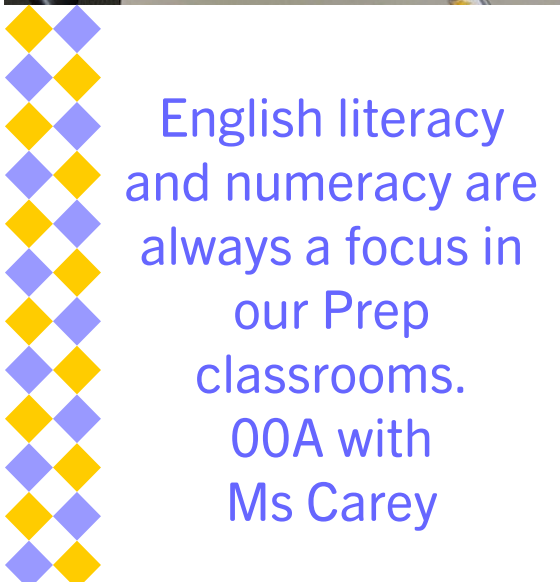 English literacy
and numeracy are
always a focus in
our Prep
classrooms.
00A with
Ms Carey